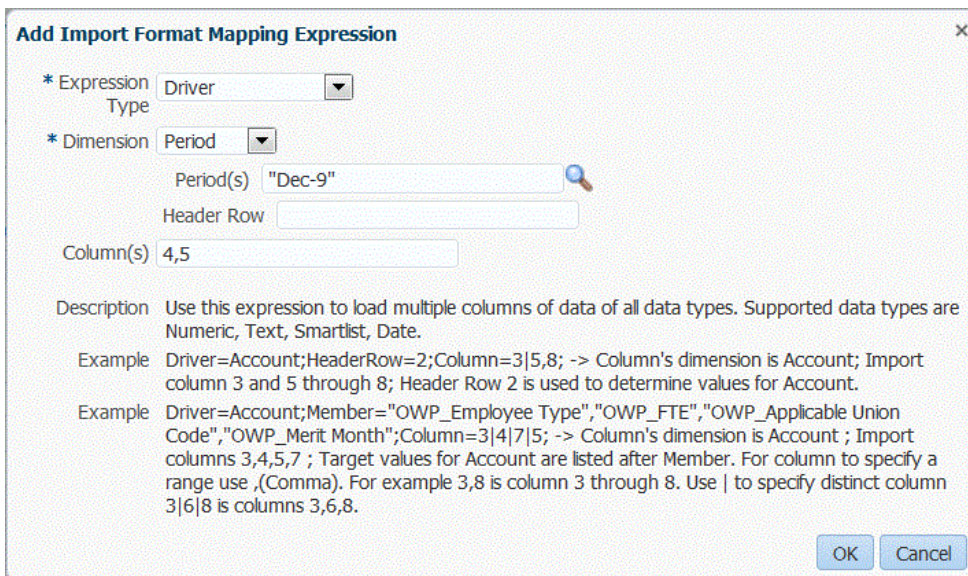 Add Import Format Mapping Expression
* Expression Type Driver
* Dimension Period
Period(s) "Dec-9"
Header Row
Column(s) 4,5
Description Use this expression to load multiple columns of data of all data types. Supported data types are
Numeric, Text, Smartlist, Date.
Example Driver=Account;HeaderRow=2;Column=3|5,8; -> Column's dimension is Account; Import
column 3 and 5 through 8; Header Row 2 is used to determine values for Account.
Example Driver=Account;Member="OWP_Employee Type","OWP_FTE","OWP_Applicable Union
Code","OWP_Merit Month";Column=3|4|7|5; -> Column's dimension is Account ; Import
columns 3,4,5,7 ; Target values for Account are listed after Member. For column to specify a
range use ,(Comma). For example 3,8 is column 3 through 8. Use | to specify distinct column
3|6|8 is columns 3,6,8.
OK Cancel